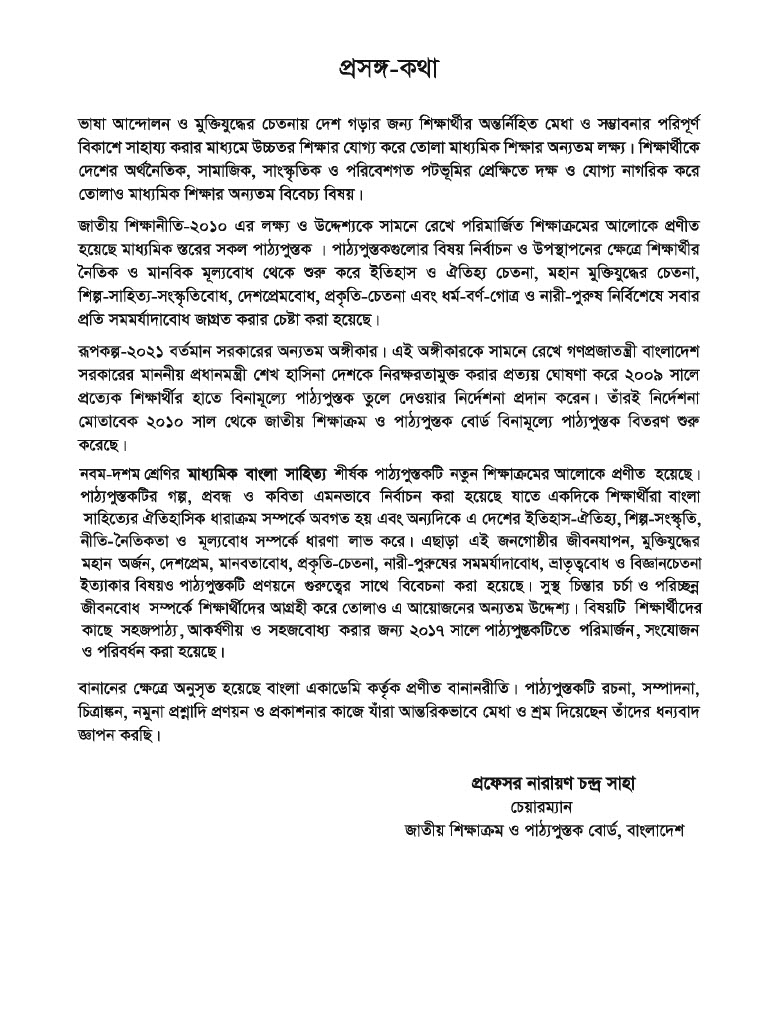 প্রসঙ্গ-কথা
ভাষা আন্দোলন ও মুক্তিযুদ্ধের চেতনায় দেশ গড়ার জন্য শিক্ষার্থীর অন্তর্নিহিত মেধা ও সম্ভাবনার পরিপূর্ণ
বিকাশে সাহায্য করার মাধ্যমে উচ্চতর শিক্ষার যোগ্য করে তোলা মাধ্যমিক শিক্ষার অন্যতম লক্ষ্য। শিক্ষার্থীকে
দেশের অর্থনৈতিক, সামাজিক, সাংস্কৃতিক ও পরিবেশগত পটভূমির প্রেক্ষিতে দক্ষ ও যোগ্য নাগরিক করে
তোলাও মাধ্যমিক শিক্ষার অন্যতম বিবেচ্য বিষয়।
জাতীয় শিক্ষানীতি-২০১০ এর লক্ষ্য ও উদ্দেশ্যকে সামনে রেখে পরিমার্জিত শিক্ষাক্রমের আলোকে প্রণীত
হয়েছে মাধ্যমিক স্তরের সকল পাঠ্যপুস্তক । পাঠ্যপুস্তকগুলোর বিষয় নির্বাচন ও উপস্থাপনের ক্ষেত্রে শিক্ষার্থীর
নৈতিক ও মানবিক মূল্যবোধ থেকে শুরু করে ইতিহাস ও ঐতিহ্য চেতনা, মহান মুক্তিযুদ্ধের চেতনা,
শিল্প-সাহিত্য-সংস্কৃতিবোধ, দেশপ্রেমবোধ, প্রকৃতি-চেতনা এবং ধর্ম-বর্ণ-গোত্র ও নারী-পুরুষ নির্বিশেষে সবার
প্রতি সমমর্যাদাবোধ জাগ্রত করার চেষ্টা করা হয়েছে।
রূপকল্প-২০২১ বর্তমান সরকারের অন্যতম অঙ্গীকার। এই অঙ্গীকারকে সামনে রেখে গণপ্রজাতন্ত্রী বাংলাদেশ
সরকারের মাননীয় প্রধানমন্ত্রী শেখ হাসিনা দেশকে নিরক্ষরতামুক্ত করার প্রত্যয় ঘোষণা করে ২০০৯ সালে
প্রত্যেক শিক্ষার্থীর হাতে বিনামূল্যে পাঠ্যপুস্তক তুলে দেওয়ার নির্দেশনা প্রদান করেন। তাঁরই নির্দেশনা
মোতাবেক ২০১০ সাল থেকে জাতীয় শিক্ষাক্রম ও পাঠ্যপুস্তক বোর্ড বিনামূল্যে পাঠ্যপুস্তক বিতরণ শুরু
করেছে।
নবম-দশম শ্রেণির মাধ্যমিক বাংলা সাহিত্য শীর্ষক পাঠ্যপুস্তকটি নতুন শিক্ষাক্রমের আলোকে প্রণীত হয়েছে।
পাঠ্যপুস্তকটির গল্প, প্রবন্ধ ও কবিতা এমনভাবে নির্বাচন করা হয়েছে যাতে একদিকে শিক্ষার্থীরা বাংলা
সাহিত্যের ঐতিহাসিক ধারাক্রম সম্পর্কে অবগত হয় এবং অন্যদিকে এ দেশের ইতিহাস-ঐতিহ্য, শিল্প-সংস্কৃতি,
নীতি-নৈতিকতা ও মূল্যবোধ সম্পর্কে ধারণা লাভ করে। এছাড়া এই জনগোষ্ঠীর জীবনযাপন, মুক্তিযুদ্ধের
মহান অর্জন, দেশপ্রেম, মানবতাবোধ, প্রকৃতি-চেতনা, নারী-পুরুষের সমমর্যাদাবোধ, ভ্রাতৃত্ববোধ ও বিজ্ঞানচেতনা
ইত্যাকার বিষয়ও পাঠ্যপুস্তকটি প্রণয়নে গুরুত্বের সাথে বিবেচনা করা হয়েছে। সুস্থ চিন্তার চর্চা ও পরিচ্ছন্ন
জীবনবোধ সম্পর্কে শিক্ষার্থীদের আগ্রহী করে তোলাও এ আয়োজনের অন্যতম উদ্দেশ্য। বিষয়টি শিক্ষার্থীদের
কাছে সহজপাঠ্য, আকর্ষণীয় ও সহজবোধ্য করার জন্য ২০১৭ সালে পাঠ্যপুস্তকটিতে পরিমার্জন, সংযোজন
ও পরিবর্ধন করা হয়েছে।
বানানের ক্ষেত্রে অনুসৃত হয়েছে বাংলা একাডেমি কর্তৃক প্রণীত বানানরীতি। পাঠ্যপুস্তকটি রচনা, সম্পাদনা,
চিত্রাঙ্কন, নমুনা প্রশ্নাদি প্রণয়ন ও প্রকাশনার কাজে যাঁরা আন্তরিকভাবে মেধা ও শ্রম দিয়েছেন তাঁদের ধন্যবাদ
জ্ঞাপন করছি।
প্রফেসর নারায়ণ চন্দ্র সাহা
চেয়ারম্যান
জাতীয় শিক্ষাক্রম ও পাঠ্যপুস্তক বোর্ড, বাংলাদেশ